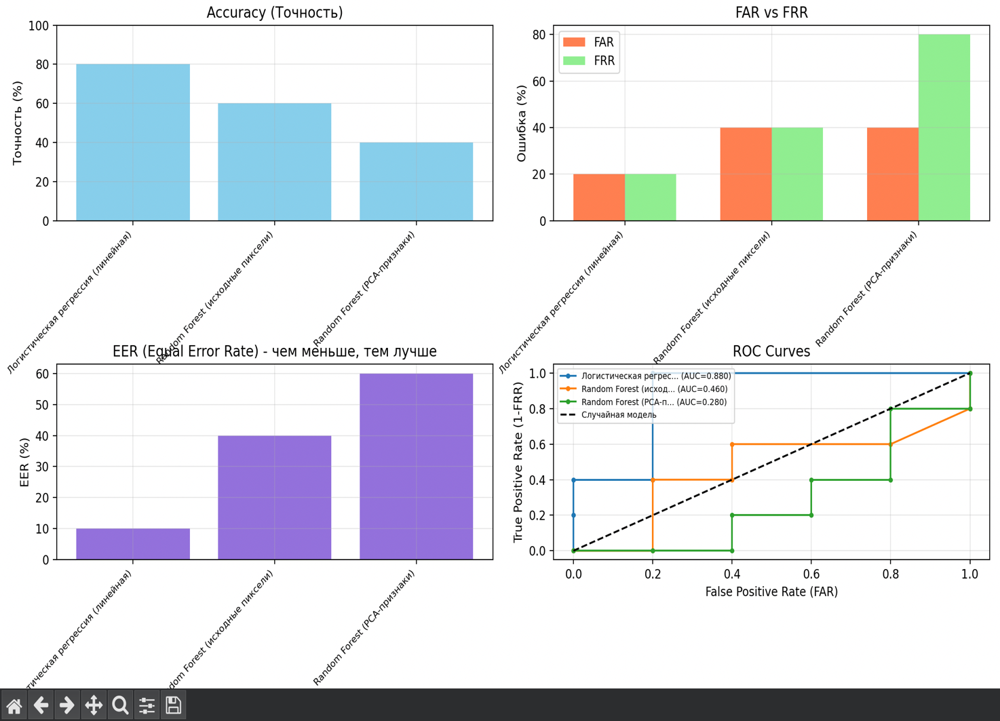 Accuracy (Точность)
Точность (%)
100
80
60
40
20
0
Логистическая регрессия (линейная)
Random Forest (исходные пиксели)
Random Forest (PCA-признаки)
FAR vs FRR
FAR
FRR
Ошибка (%)
80
60
40
20
0
Логистическая регрессия (линейная)
Random Forest (исходные пиксели)
Random Forest (PCA-признаки)
EER (Equal Error Rate) - чем меньше, тем лучше
EER (%)
60
50
40
30
20
10
0
тическая регрессия (линейная)
dom Forest (исходные пиксели)
Random Forest (PCA-признаки)
ROC Curves
Логистическая регрес... (AUC=0.880)
Random Forest (исход... (AUC=0.460)
Random Forest (PCA-п... (AUC=0.280)
Случайная модель
True Positive Rate (1-FRR)
1.0
0.8
0.6
0.4
0.2
0.0
0.0 0.2 0.4 0.6 0.8 1.0
False Positive Rate (FAR)